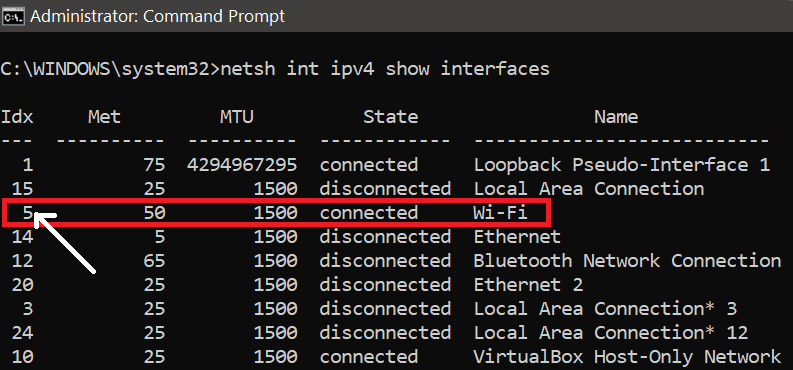 Administrator: Command Prompt
C:\WINDOWS\system32>netsh int ipv4 show interfaces
Idx     Met         MTU          State                Name
---  ----------  ----------  ------------  ---------------------------
  1          75  4294967295  connected     Loopback Pseudo-Interface 1
 15          25        1500  disconnected  Local Area Connection
  5          50        1500  connected     Wi-Fi
 14           5        1500  disconnected  Ethernet
 12          65        1500  disconnected  Bluetooth Network Connection
 20          25        1500  disconnected  Ethernet 2
  3          25        1500  disconnected  Local Area Connection* 3
 24          25        1500  disconnected  Local Area Connection* 12
 10          25        1500  connected     VirtualBox Host-Only Network